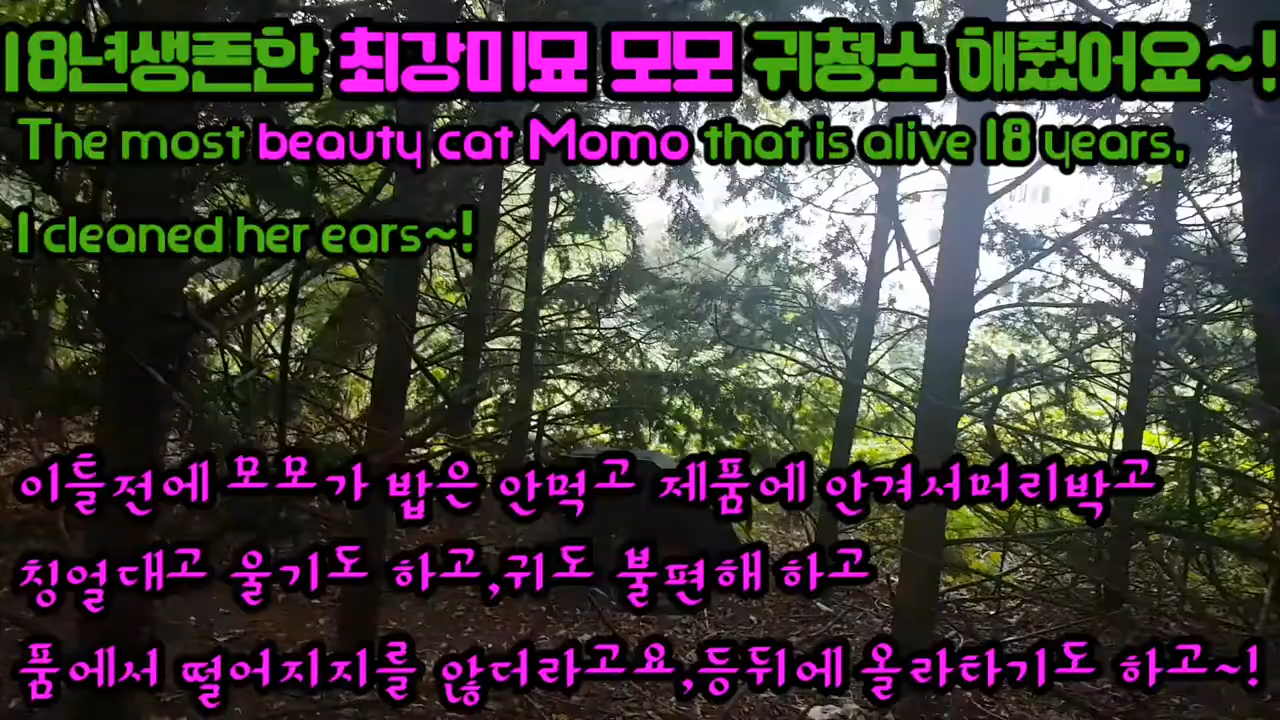 18년생존한 최강미묘 모모 귀청소 해줬어요~!
The most beauty cat Momo that is alive 18 years,
I cleaned her ears~!
이틀전에 모모가 밥은 안먹고 제품에 안겨서머리박고
칭얼대고 울기도 하고,귀도 불편해 하고
품에서 떨어지지를 않더라고요,등뒤에 올라타기도 하고~!